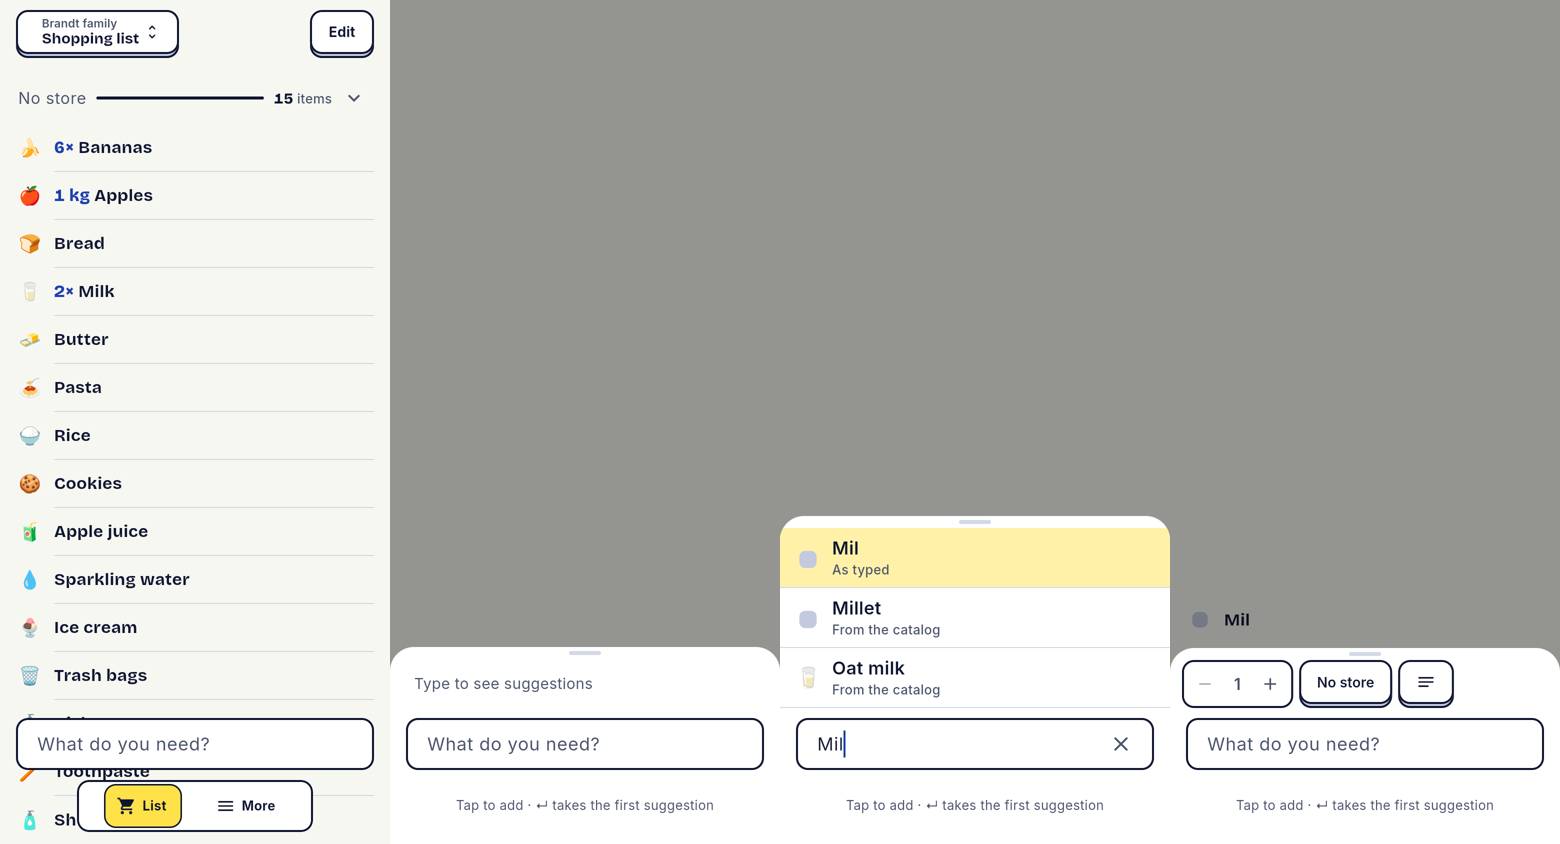 Brandt family
Shopping list
Edit
No store
15 items
6× Bananas
1 kg Apples
Bread
2× Milk
Butter
Pasta
Rice
Cookies
Apple juice
Sparkling water
Ice cream
Trash bags
What do you need?
Toothpaste
List
More
Sh
Type to see suggestions
What do you need?
Tap to add · ↵ takes the first suggestion
Mil
As typed
Millet
From the catalog
Oat milk
From the catalog
Mil
Tap to add · ↵ takes the first suggestion
Mil
1
No store
What do you need?
Tap to add · ↵ takes the first suggestion